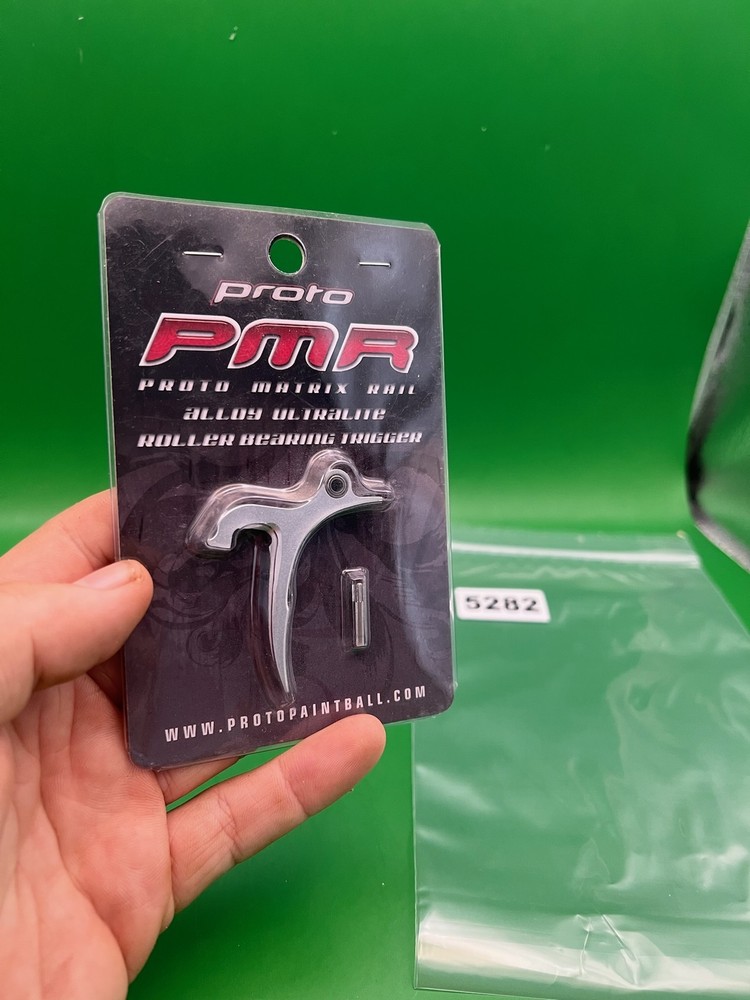 proto
PMR
PROTO MATRIX RAIL
ALLOY ULTRALITE
ROLLER BEARING TRIGGER
WWW.PROTOPAINTBALL.COM
5282